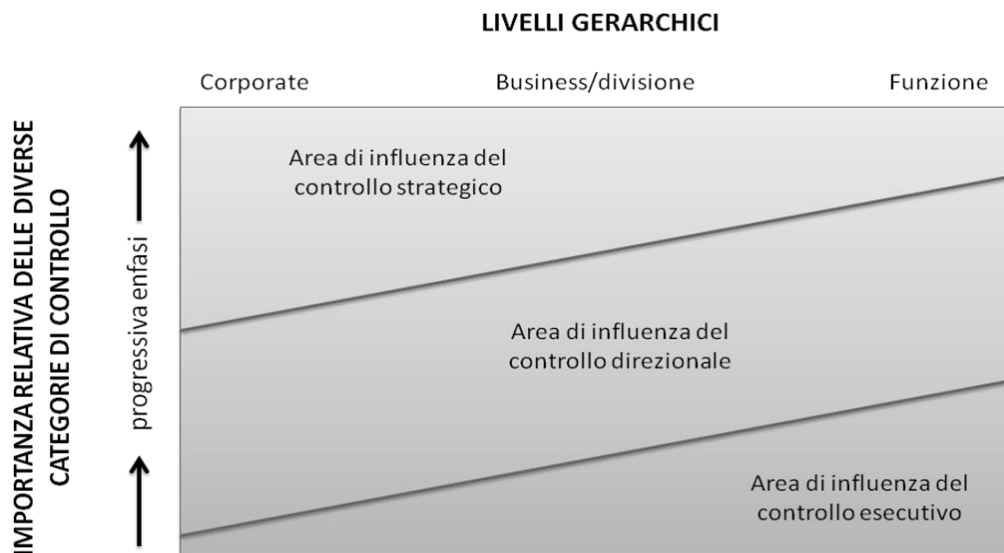 LIVELLI GERARCHICI
Corporate
Business/divisione
Funzione
IMPORTANZA RELATIVA DELLE DIVERSE
CATEGORIE DI CONTROLLO
progressiva enfasi
Area di influenza del
controllo strategico
Area di influenza del
controllo direzionale
Area di influenza del
controllo esecutivo